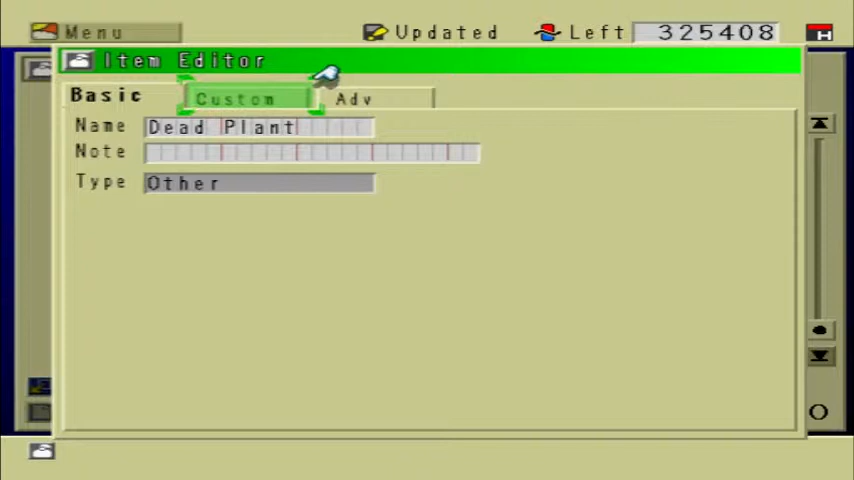 Menu Updated Left 325408 H
Item Editor
Basic Custom Adv
Name Dead Plant
Note
Type Other